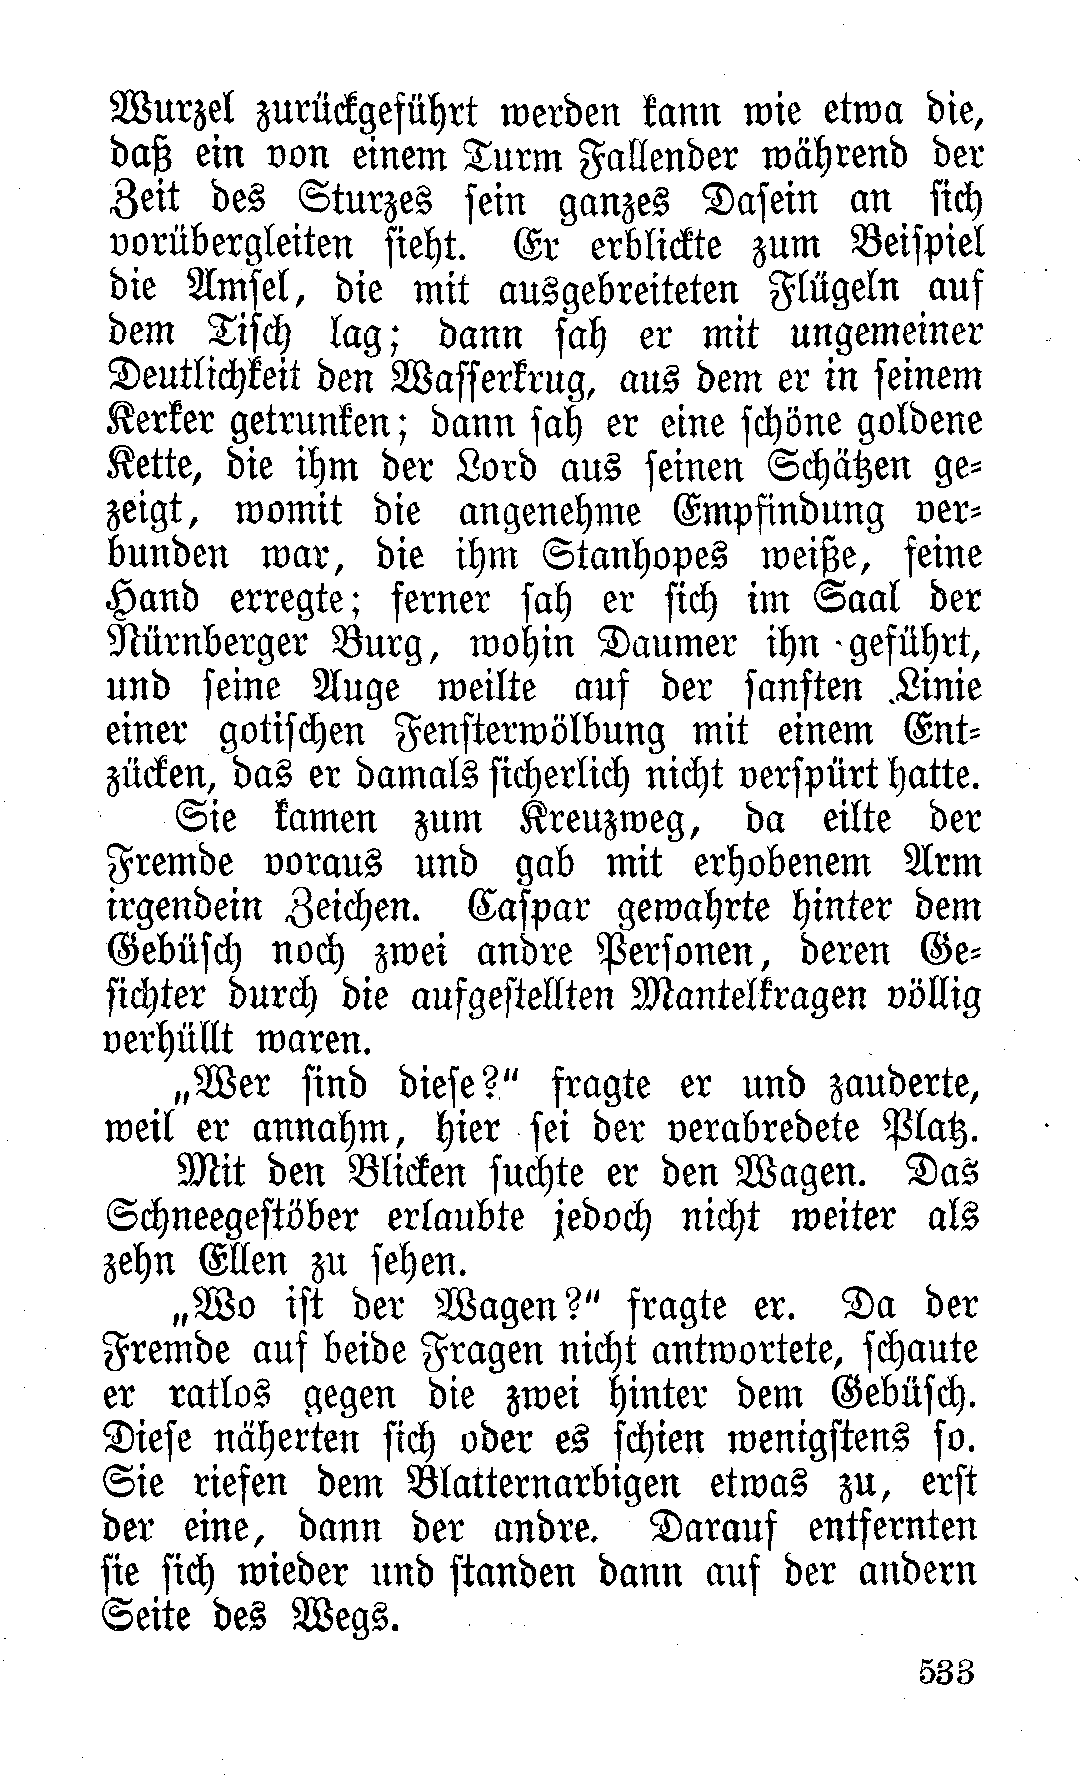 Wurzel zurückgeführt werden kann wie etwa die,
daß ein von einem Turm Fallender während der
Zeit des Sturzes sein ganzes Dasein an sich
vorübergleiten sieht. Er erblickte zum Beispiel
die Amsel, die mit ausgebreiteten Flügeln auf
dem Tisch lag; dann sah er mit ungemeiner
Deutlichkeit den Wasserkrug, aus dem er in seinem
Kerker getrunken; dann sah er eine schöne goldene
Kette, die ihm der Lord aus seinen Schätzen ge-
zeigt, womit die angenehme Empfindung ver-
bunden war, die ihm Stanhopes weiße, feine
Hand erregte; ferner sah er sich im Saal der
Nürnberger Burg, wohin Daumer ihn geführt,
und seine Auge weilte auf der sanften Linie
einer gotischen Fensterwölbung mit einem Ent-
zücken, das er damals sicherlich nicht verspürt hatte.
Sie kamen zum Kreuzweg, da eilte der
Fremde voraus und gab mit erhobenem Arm
irgendein Zeichen. Caspar gewahrte hinter dem
Gebüsch noch zwei andre Personen, deren Ge-
sichter durch die aufgestellten Mantelkragen völlig
verhüllt waren.
„Wer sind diese?“ fragte er und zauderte,
weil er annahm, hier sei der verabredete Platz.
Mit den Blicken suchte er den Wagen. Das
Schneegestöber erlaubte jedoch nicht weiter als
zehn Ellen zu sehen.
„Wo ist der Wagen?“ fragte er. Da der
Fremde auf beide Fragen nicht antwortete, schaute
er ratlos gegen die zwei hinter dem Gebüsch.
Diese näherten sich oder es schien wenigstens so.
Sie riefen dem Blatternarbigen etwas zu, erst
der eine, dann der andre. Darauf entfernten
sie sich wieder und standen dann auf der andern
Seite des Wegs.
533